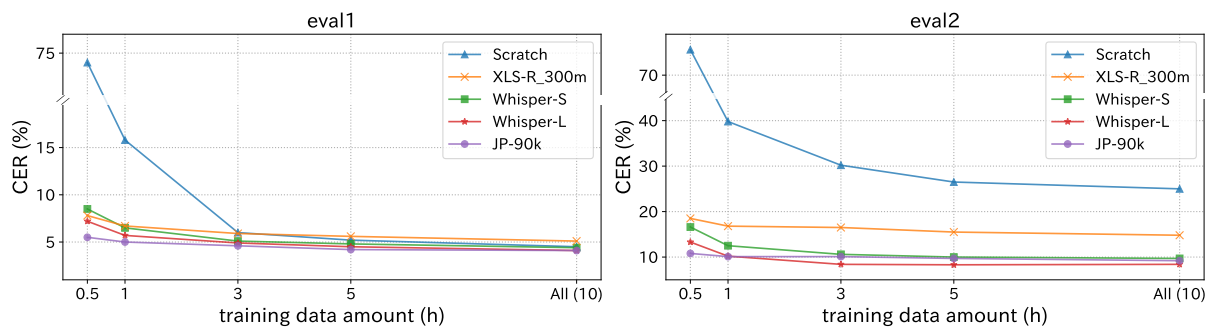 eval1
CER (%)
75
15
10
5
Scratch
XLS-R_300m
Whisper-S
Whisper-L
JP-90k
0.5 1 3 5 All (10)
training data amount (h)
eval2
CER (%)
70
40
30
20
10
Scratch
XLS-R_300m
Whisper-S
Whisper-L
JP-90k
0.5 1 3 5 All (10)
training data amount (h)